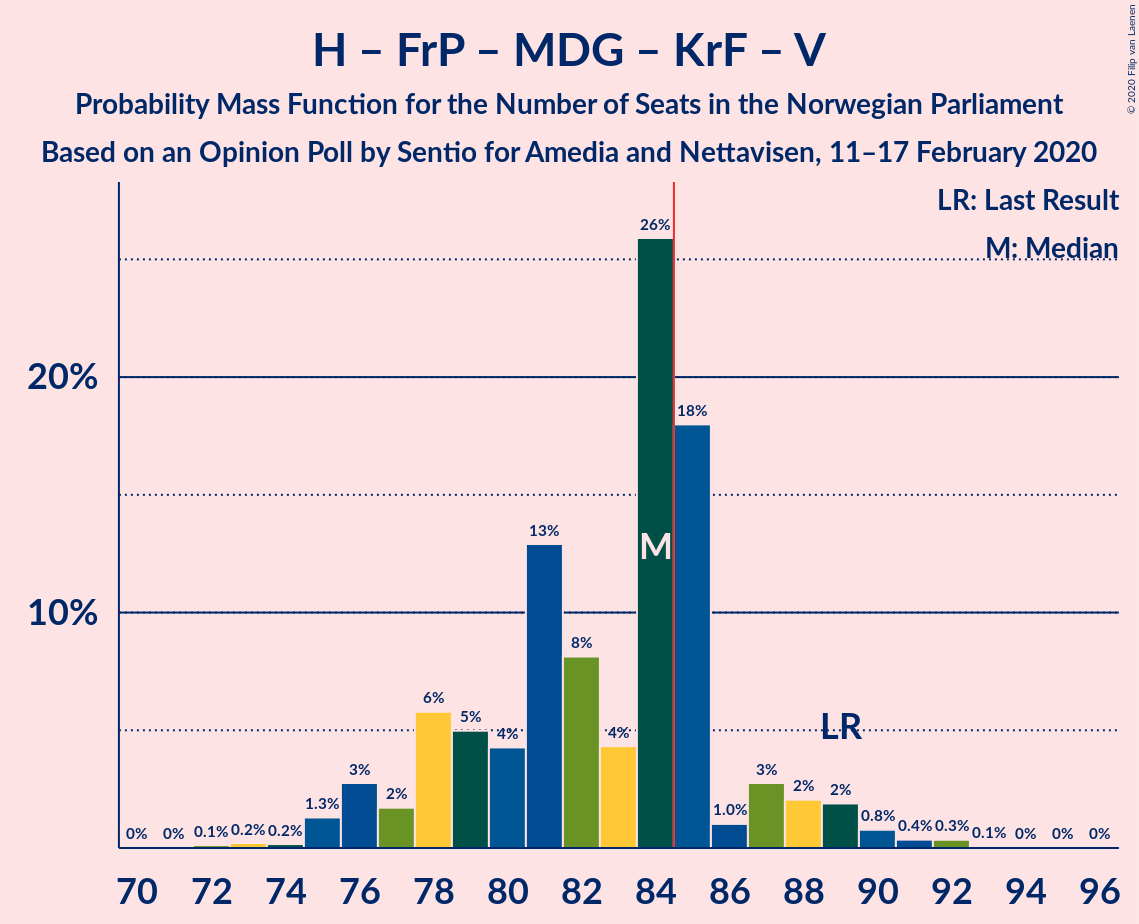 H – FrP – MDG – KrF – V
Probability Mass Function for the Number of Seats in the Norwegian Parliament
Based on an Opinion Poll by Sentio for Amedia and Nettavisen, 11–17 February 2020
© 2020 Filip van Laenen
LR: Last Result
M: Median
20%
10%
0% 0% 0.1% 0.2% 0.2% 1.3% 3% 2% 6% 5% 4% 13% 8% 4% 26% 18% 1.0% 3% 2% 2% 0.8% 0.4% 0.3% 0.1% 0% 0% 0%
M
LR
70 72 74 76 78 80 82 84 86 88 90 92 94 96